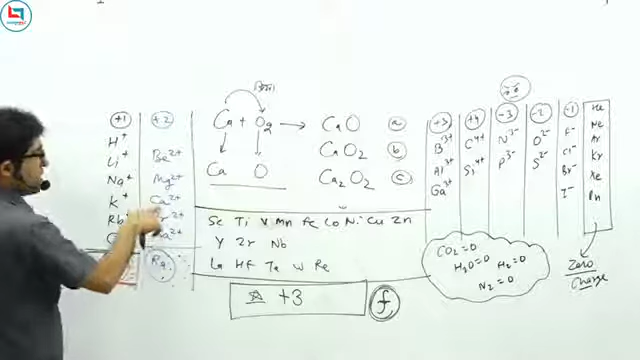 +1
H⁺
Li⁺
Na⁺
K⁺
Rb
+2
Be²⁺
Mg²⁺
Ca²⁺
Ra
Ca + O₂ → CaO (a)
CaO₂ (b)
Ca₂O₂ (c)
Ca O
Sc Ti V Mn Fe Co Ni Cu Zn
Y Zr Nb
La Hf Ta W Re
+3
f
+3
B³⁺
Al³⁺
Ga³⁺
+4
C⁴⁺
Si⁴⁺
-3
N³⁻
P³⁻
-2
O²⁻
S²⁻
-1
F⁻
Cl⁻
Br⁻
I⁻
He
Ne
Ar
Kr
Xe
Rn
Zero
Charge
CO₂=0
H₂O=0 H₂=0
N₂=0